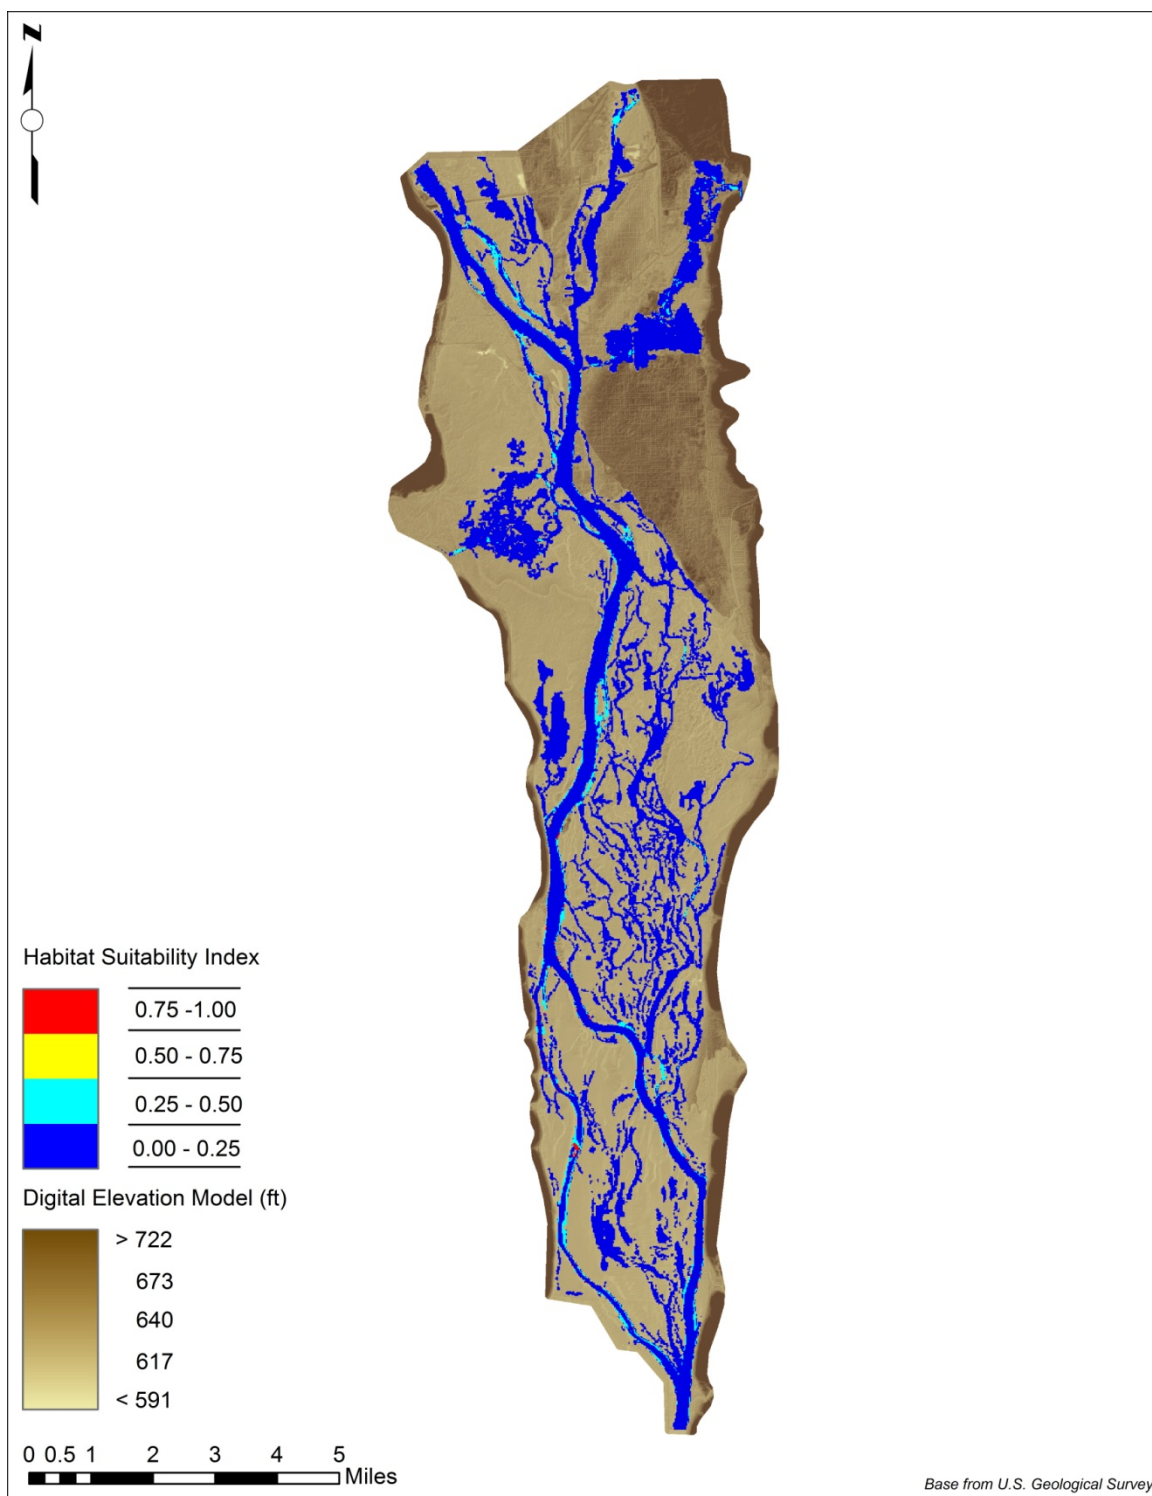 N
Habitat Suitability Index
0.75 -1.00
0.50 - 0.75
0.25 - 0.50
0.00 - 0.25
Digital Elevation Model (ft)
> 722
673
640
617
< 591
0 0.5 1 2 3 4 5
Miles
Base from U.S. Geological Survey